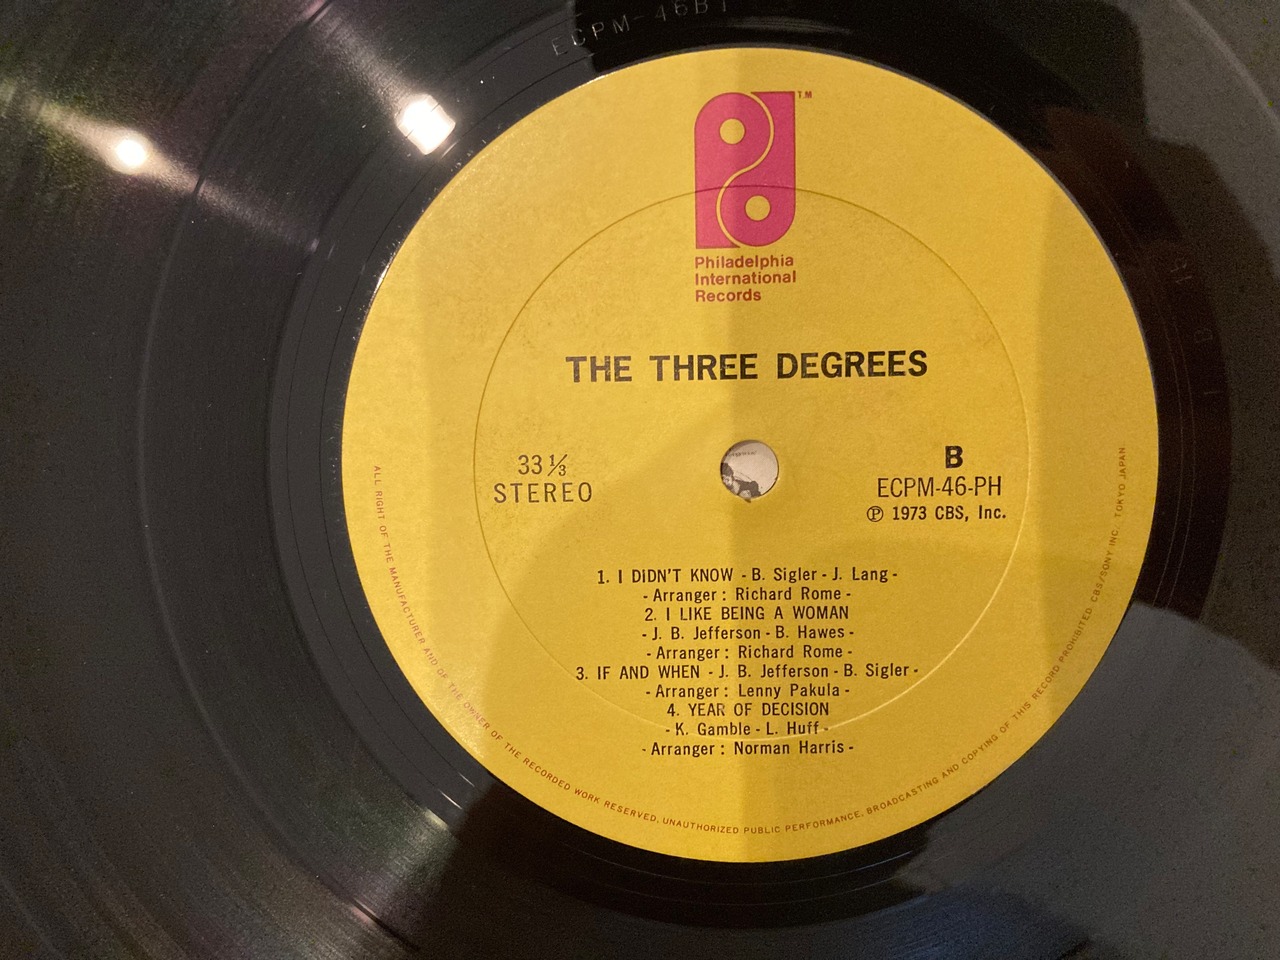 ECPM-46B1
TM
Philadelphia
International
Records
THE THREE DEGREES
33⅓
STEREO
B
ECPM-46-PH
Ⓟ 1973 CBS, Inc.
1. I DIDN'T KNOW - B. Sigler - J. Lang -
- Arranger : Richard Rome -
2. I LIKE BEING A WOMAN
- J. B. Jefferson - B. Hawes -
- Arranger : Richard Rome -
3. IF AND WHEN - J. B. Jefferson - B. Sigler -
- Arranger : Lenny Pakula -
4. YEAR OF DECISION
- K. Gamble - L. Huff -
- Arranger : Norman Harris -
ALL RIGHT OF THE MANUFACTURER AND OF THE OWNER OF THE RECORDED WORK RESERVED. UNAUTHORIZED PUBLIC PERFORMANCE, BROADCASTING AND COPYING OF THIS RECORD PROHIBITED CBS/SONY INC. TOKYO JAPAN